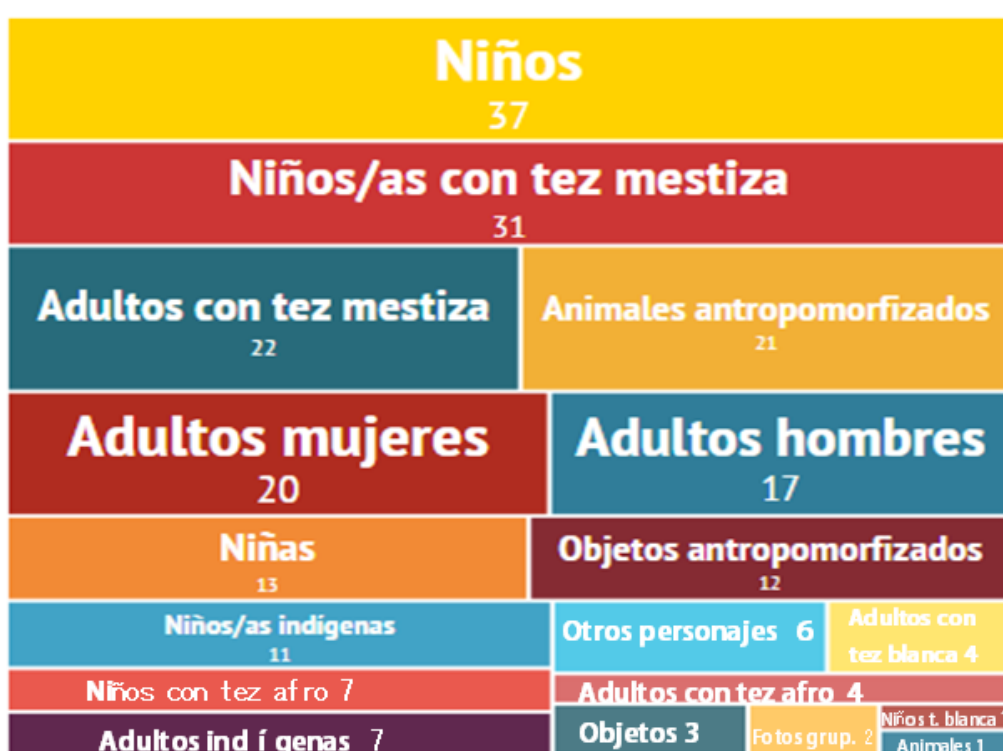 Niños
37
Niños/as con tez mestiza
31
Adultos con tez mestiza
22
Animales antropomorfizados
21
Adultos mujeres
20
Adultos hombres
17
Niñas
13
Objetos antropomorfizados
12
Niños/as indígenas
11
Otros personajes 6
Adultos con
tez blanca 4
Niños con tez afro 7
Adultos con tez afro 4
Adultos indígenas 7
Objetos 3
Fotos grup. 2
Niños t. blanca
Animales 1